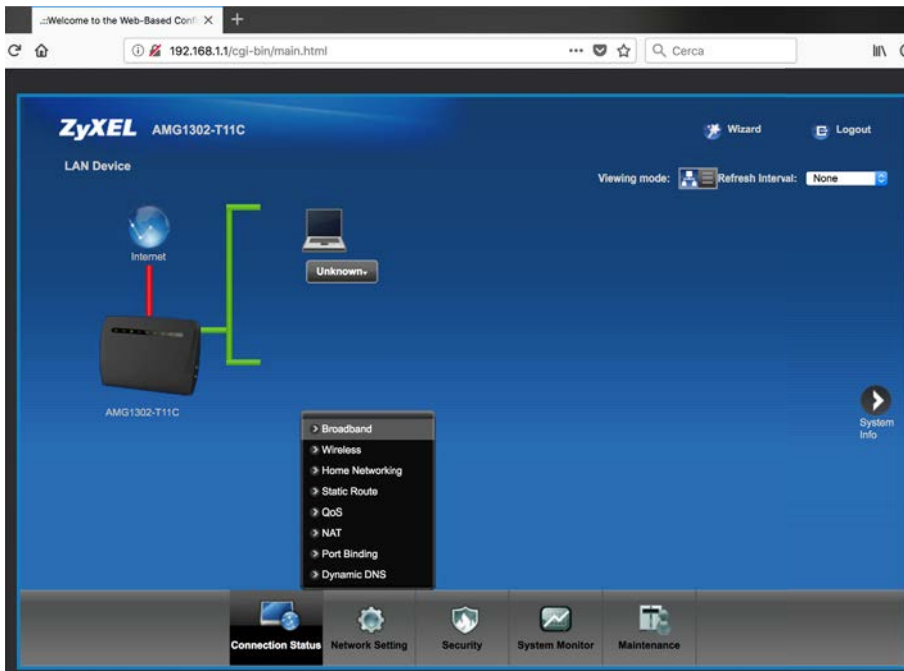 ..::Welcome to the Web-Based Confi
192.168.1.1/cgi-bin/main.html
Cerca
ZyXEL AMG1302-T11C
Wizard
Logout
LAN Device
Viewing mode:
Refresh Interval:
None
Internet
Unknown
AMG1302-T11C
System
Info
Broadband
Wireless
Home Networking
Static Route
QoS
NAT
Port Binding
Dynamic DNS
Connection Status
Network Setting
Security
System Monitor
Maintenance